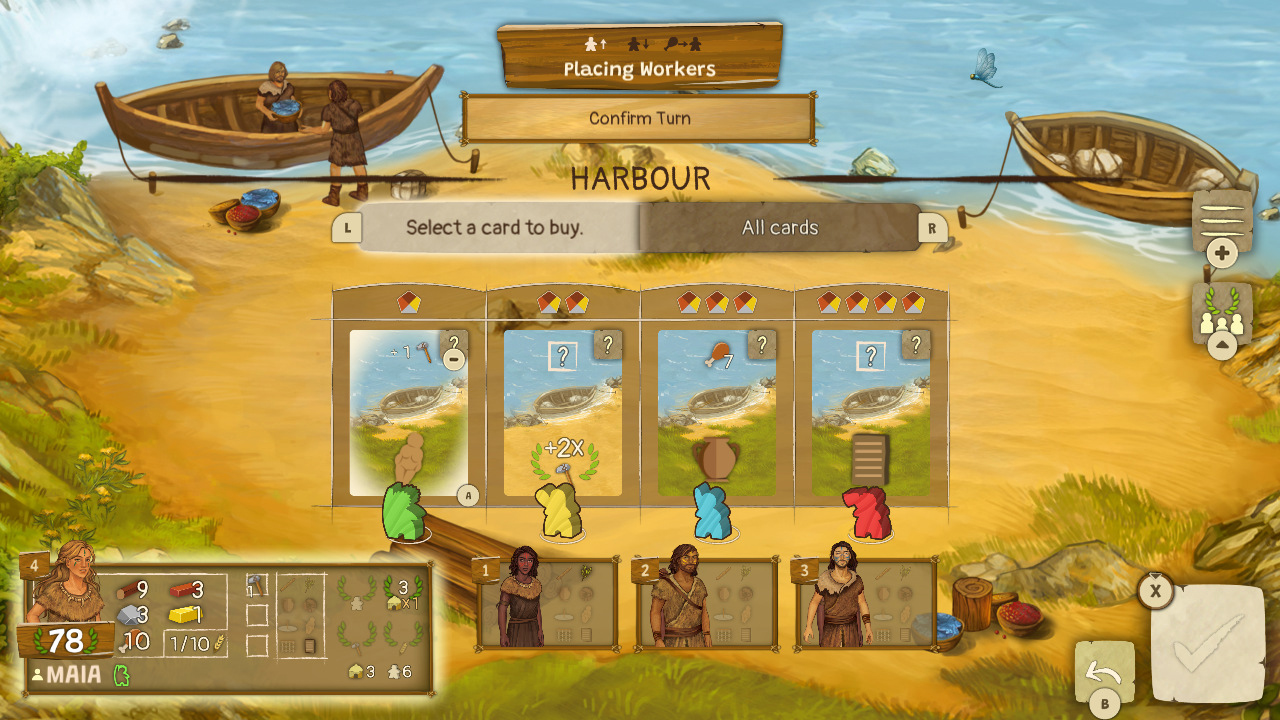 Placing Workers
Confirm Turn
HARBOUR
L
Select a card to buy.
All cards
R
+1
?
?
?
7
?
?
?
+2X
A
4
9
3
3
1
10
1/10
1
3
X1
78
MAIA
3
6
1
2
3
X
B